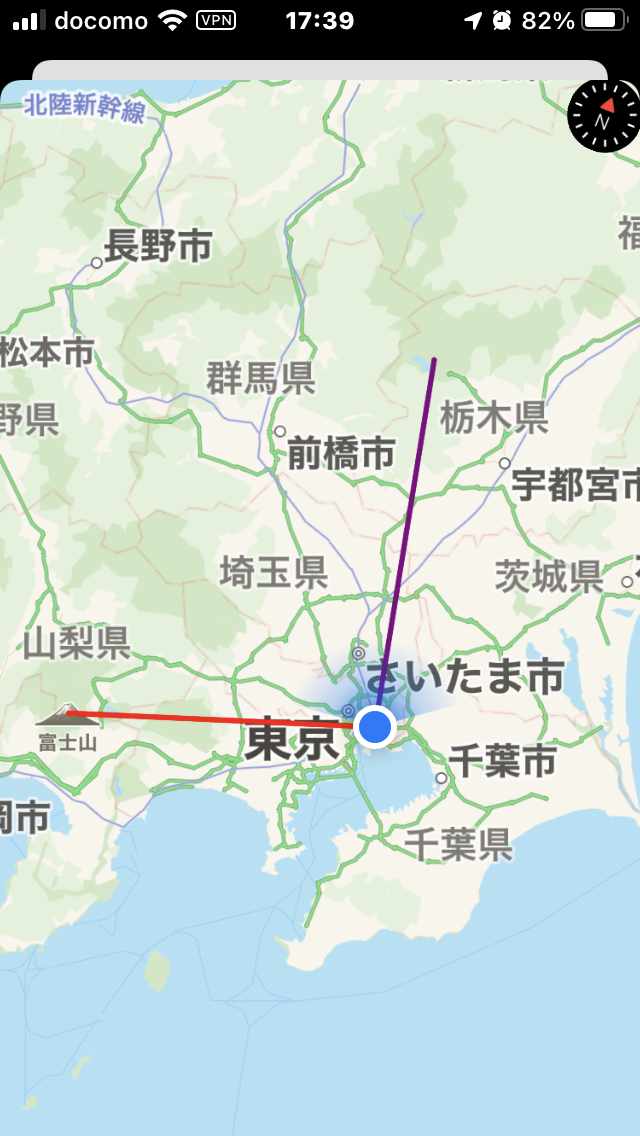 docomo VPN 17:39 82%
北陸新幹線
N
福
長野市
松本市
群馬県
野県
栃木県
前橋市
宇都宮市
埼玉県
茨城県
山梨県
さいたま市
富士山
東京
千葉市
岡市
千葉県